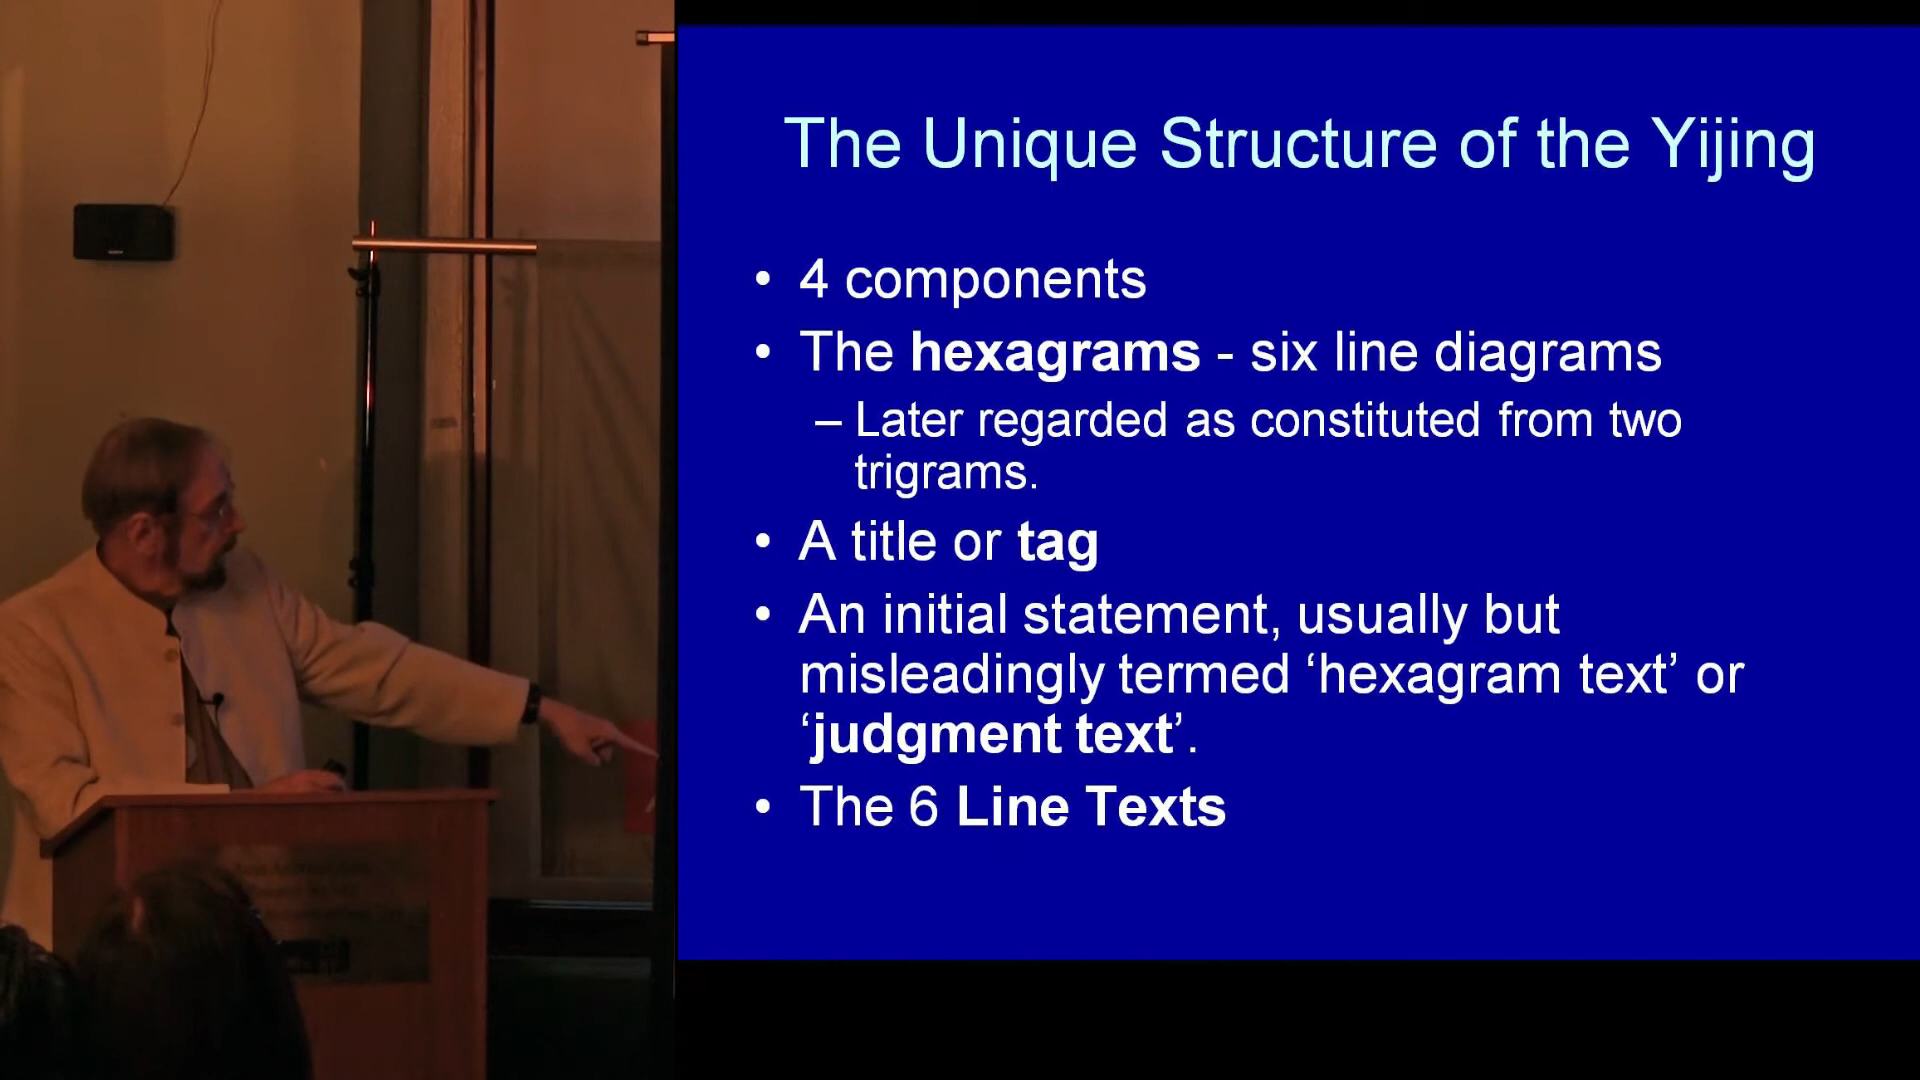 The Unique Structure of the Yijing
• 4 components
• The hexagrams - six line diagrams
– Later regarded as constituted from two
trigrams.
• A title or tag
• An initial statement, usually but
misleadingly termed ‘hexagram text’ or
‘judgment text’.
• The 6 Line Texts